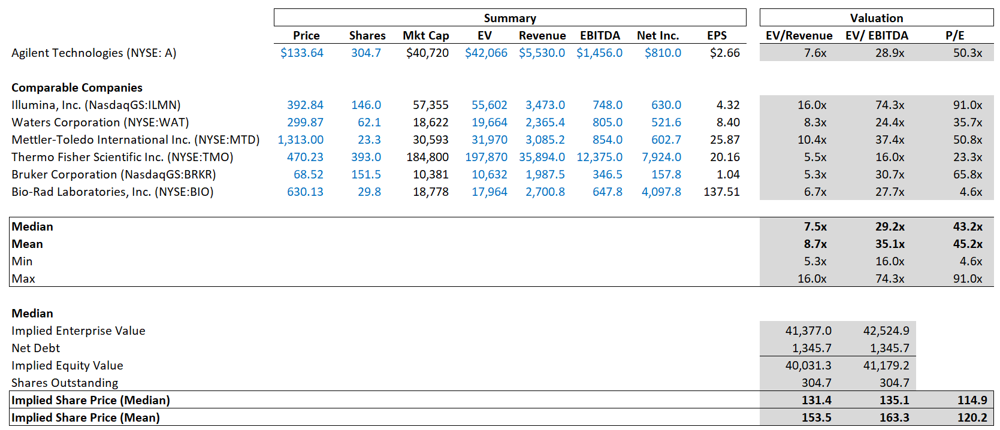 Summary Valuation
Price Shares Mkt Cap EV Revenue EBITDA Net Inc. EPS EV/Revenue EV/ EBITDA P/E
Agilent Technologies (NYSE: A) $133.64 304.7 $40,720 $42,066 $5,530.0 $1,456.0 $810.0 $2.66 7.6x 28.9x 50.3x
Comparable Companies
Illumina, Inc. (NasdaqGS:ILMN) 392.84 146.0 57,355 55,602 3,473.0 748.0 630.0 4.32 16.0x 74.3x 91.0x
Waters Corporation (NYSE:WAT) 299.87 62.1 18,622 19,664 2,365.4 805.0 521.6 8.40 8.3x 24.4x 35.7x
Mettler-Toledo International Inc. (NYSE:MTD) 1,313.00 23.3 30,593 31,970 3,085.2 854.0 602.7 25.87 10.4x 37.4x 50.8x
Thermo Fisher Scientific Inc. (NYSE:TMO) 470.23 393.0 184,800 197,870 35,894.0 12,375.0 7,924.0 20.16 5.5x 16.0x 23.3x
Bruker Corporation (NasdaqGS:BRKR) 68.52 151.5 10,381 10,632 1,987.5 346.5 157.8 1.04 5.3x 30.7x 65.8x
Bio-Rad Laboratories, Inc. (NYSE:BIO) 630.13 29.8 18,778 17,964 2,700.8 647.8 4,097.8 137.51 6.7x 27.7x 4.6x
Median 7.5x 29.2x 43.2x
Mean 8.7x 35.1x 45.2x
Min 5.3x 16.0x 4.6x
Max 16.0x 74.3x 91.0x
Median
Implied Enterprise Value 41,377.0 42,524.9
Net Debt 1,345.7 1,345.7
Implied Equity Value 40,031.3 41,179.2
Shares Outstanding 304.7 304.7
Implied Share Price (Median) 131.4 135.1 114.9
Implied Share Price (Mean) 153.5 163.3 120.2